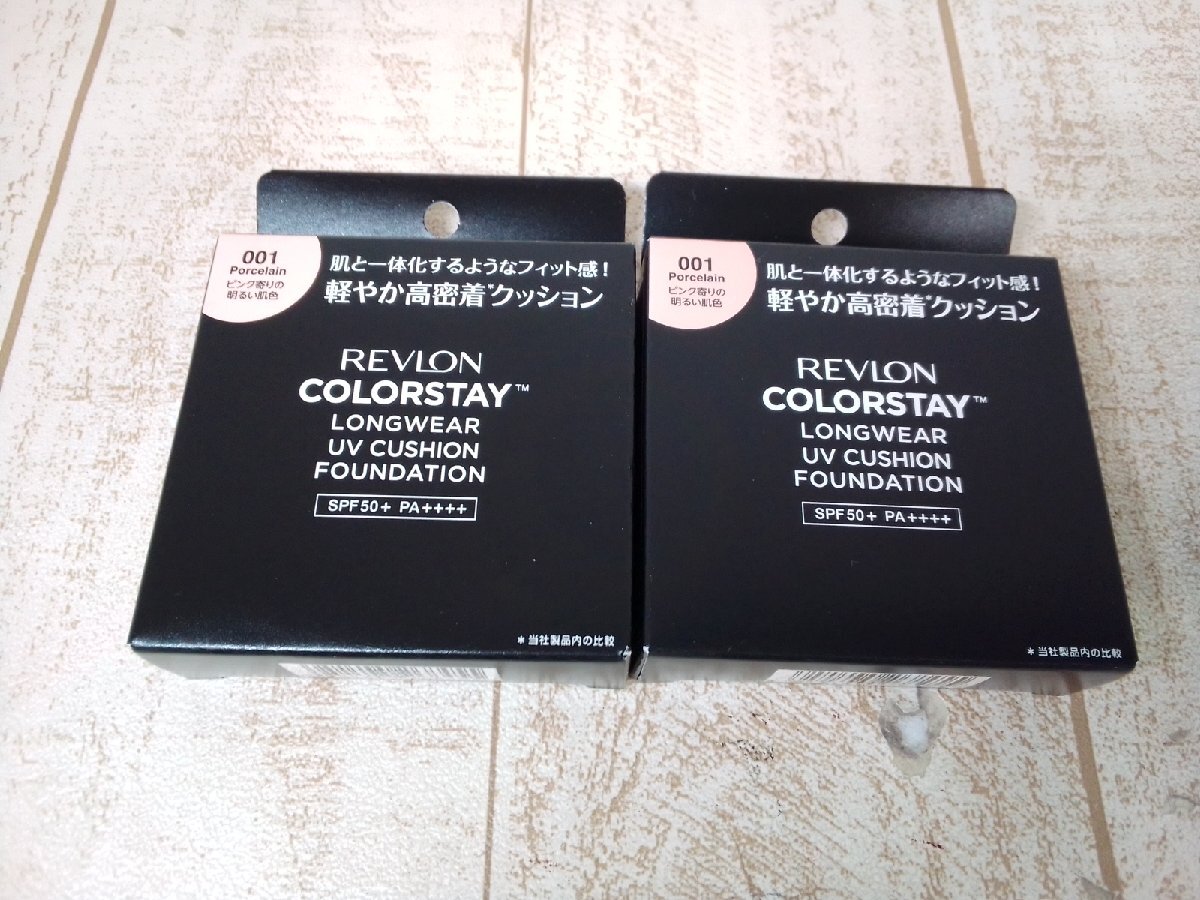 001
Porcelain
ピンク寄りの
明るい肌色
肌と一体化するようなフィット感!
軽やか高密着*クッション
REVLON
COLORSTAY™
LONGWEAR
UV CUSHION
FOUNDATION
SPF50+ PA++++
*当社製品内の比較
001
Porcelain
ピンク寄りの
明るい肌色
肌と一体化するようなフィット感!
軽やか高密着*クッション
REVLON
COLORSTAY™
LONGWEAR
UV CUSHION
FOUNDATION
SPF50+ PA++++
*当社製品内の比較